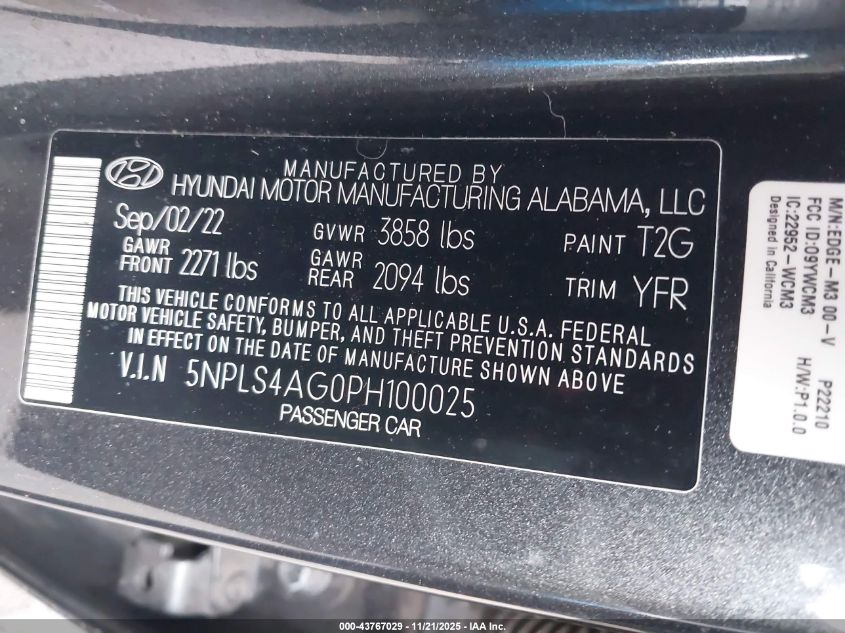 MANUFACTURED BY
HYUNDAI MOTOR MANUFACTURING ALABAMA, LLC
Sep/02/22 GVWR 3858 lbs PAINT T2G
GAWR FRONT 2271 lbs GAWR REAR 2094 lbs TRIM YFR
THIS VEHICLE CONFORMS TO ALL APPLICABLE U.S.A. FEDERAL
MOTOR VEHICLE SAFETY, BUMPER, AND THEFT PREVENTION STANDARDS
IN EFFECT ON THE DATE OF MANUFACTURE SHOWN ABOVE
V.I.N 5NPLS4AG0PH100025
PASSENGER CAR
M/N:EDGE-M3 00-V P22210
FCC ID:O9YWCM3
IC:22952-WCM3 H/W:P1.0.0
Designed in California
000-43767029 - 11/21/2025 - IAA Inc.